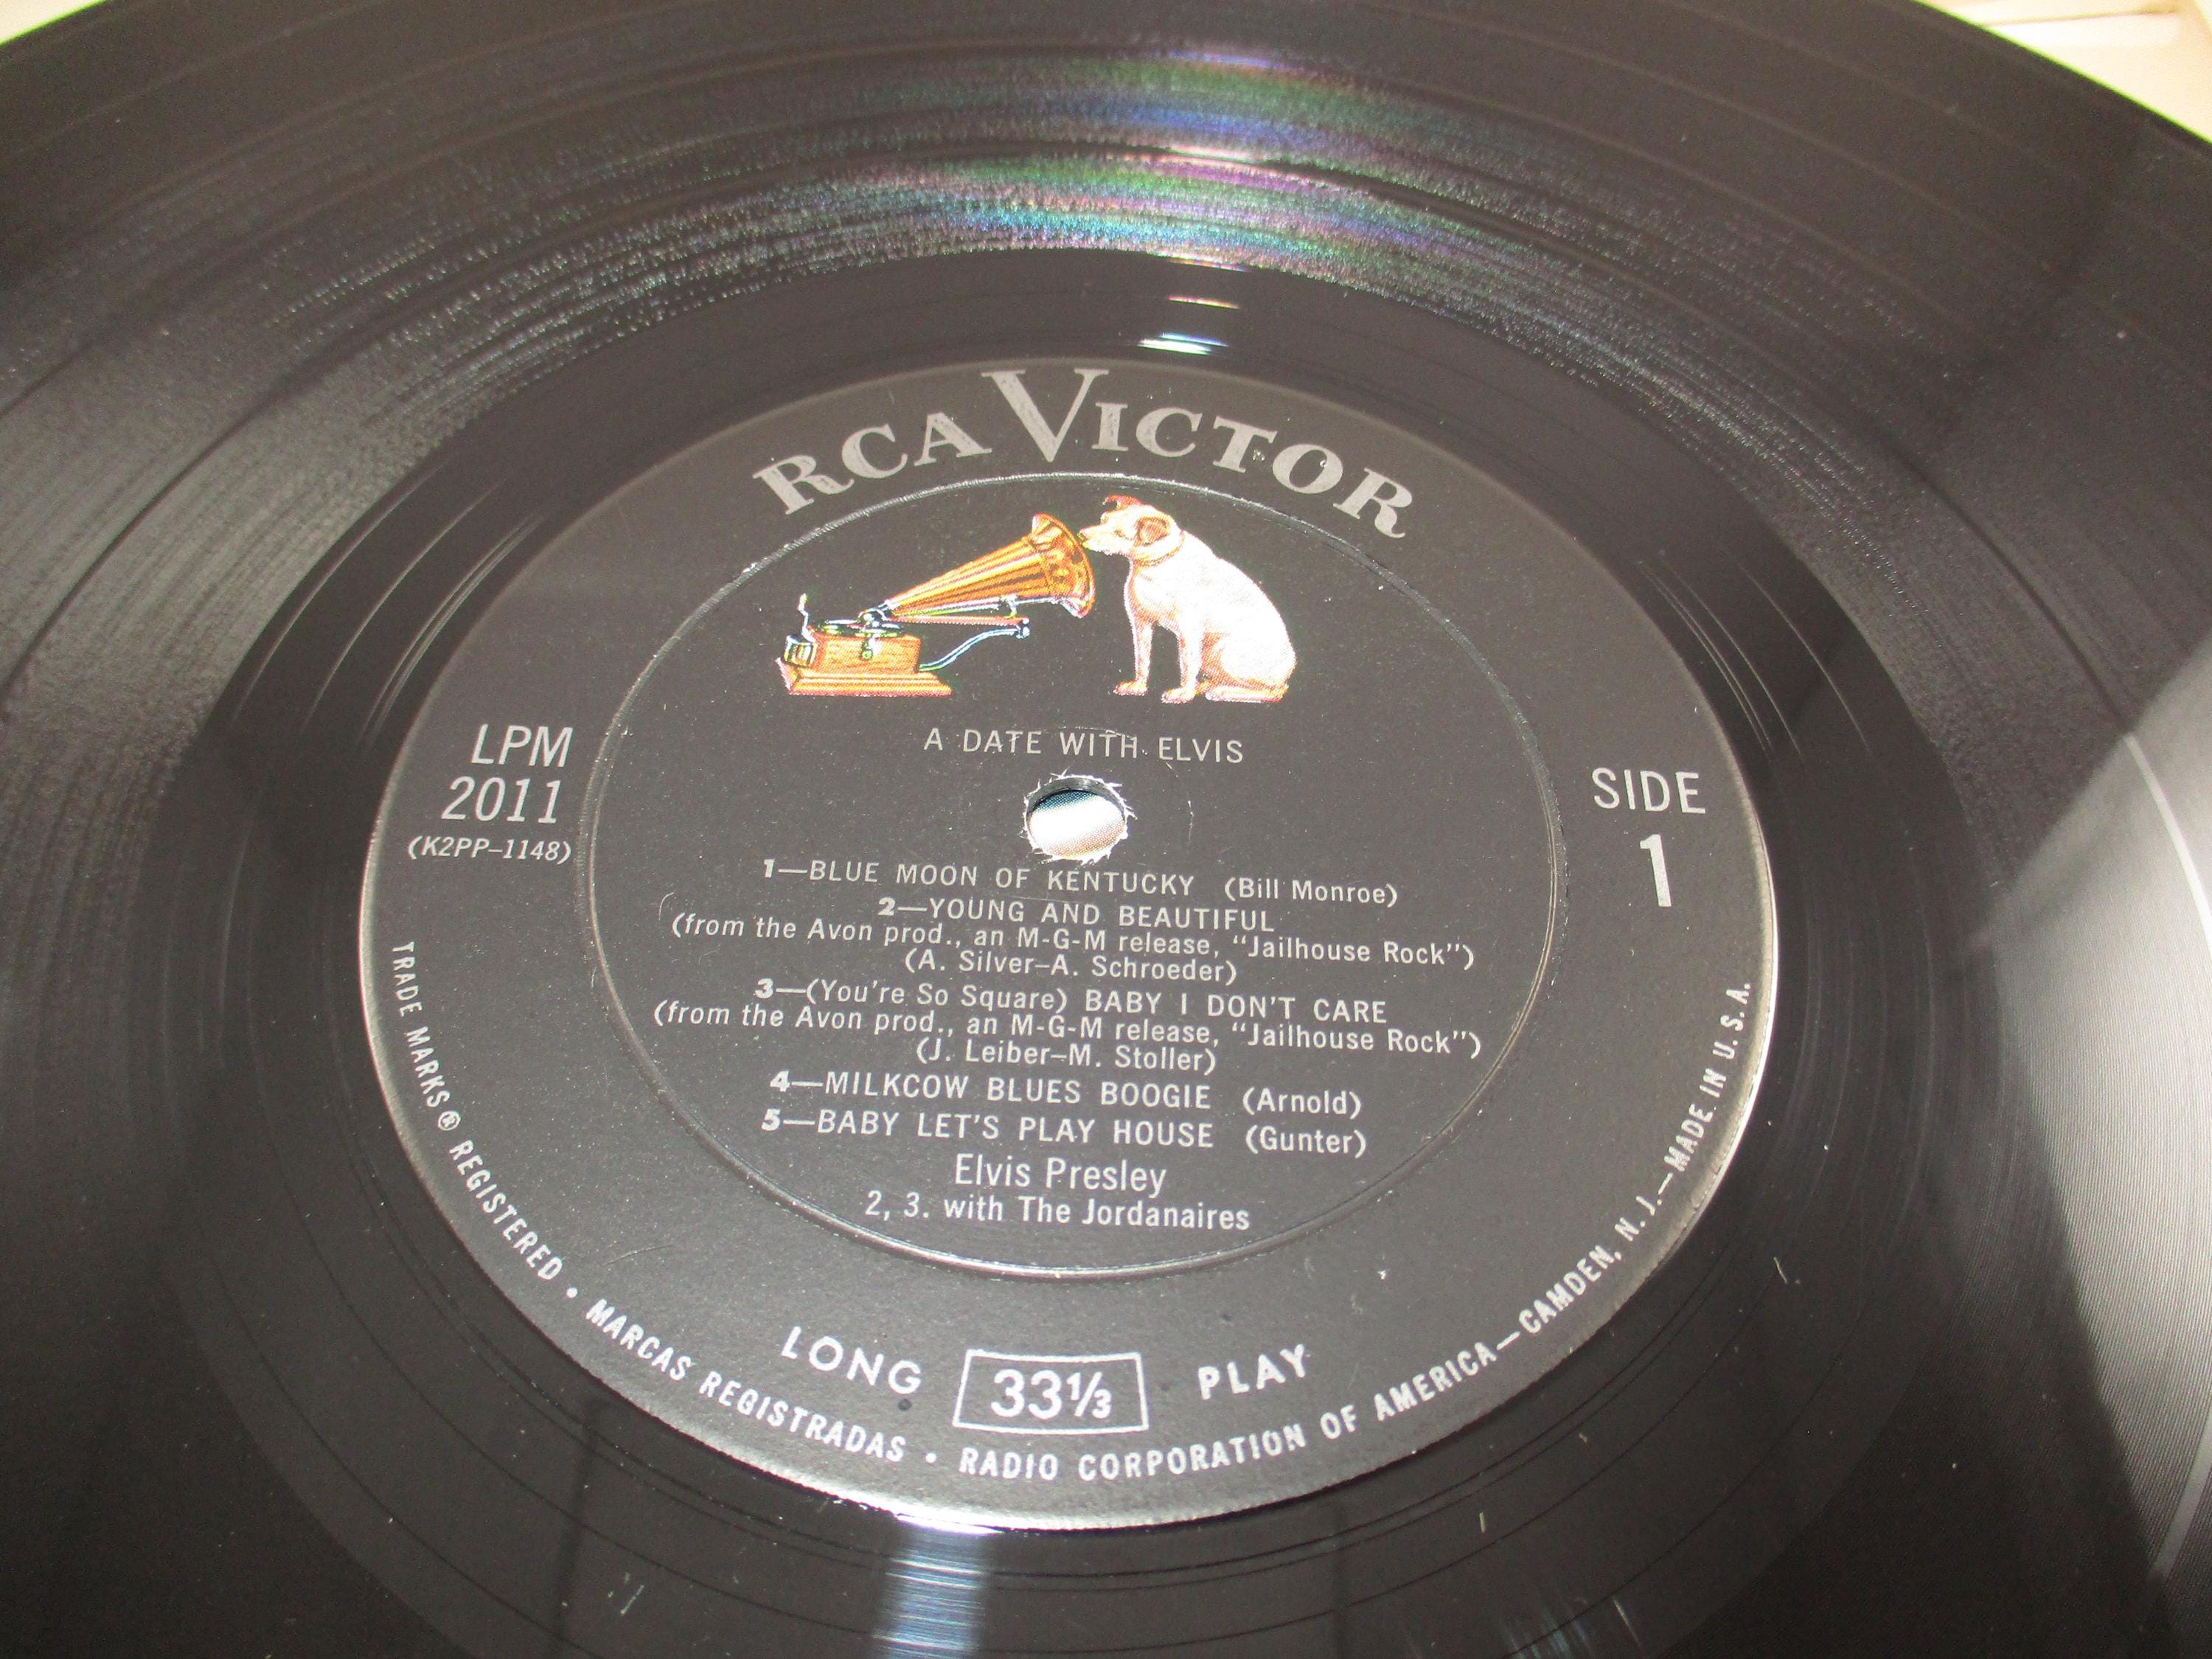 RCA VICTOR
A DATE WITH ELVIS
LPM
2011
(K2PP-1148)
SIDE
1
1—BLUE MOON OF KENTUCKY (Bill Monroe)
2—YOUNG AND BEAUTIFUL
(from the Avon prod., an M-G-M release, "Jailhouse Rock")
(A. Silver–A. Schroeder)
3—(You're So Square) BABY I DON'T CARE
(from the Avon prod., an M-G-M release, "Jailhouse Rock")
(J. Leiber–M. Stoller)
4—MILKCOW BLUES BOOGIE (Arnold)
5—BABY LET'S PLAY HOUSE (Gunter)
Elvis Presley
2, 3. with The Jordanaires
LONG 33⅓ PLAY
TRADE MARKS ® REGISTERED • MARCAS REGISTRADAS • RADIO CORPORATION OF AMERICA—CAMDEN, N. J.—MADE IN U. S. A.